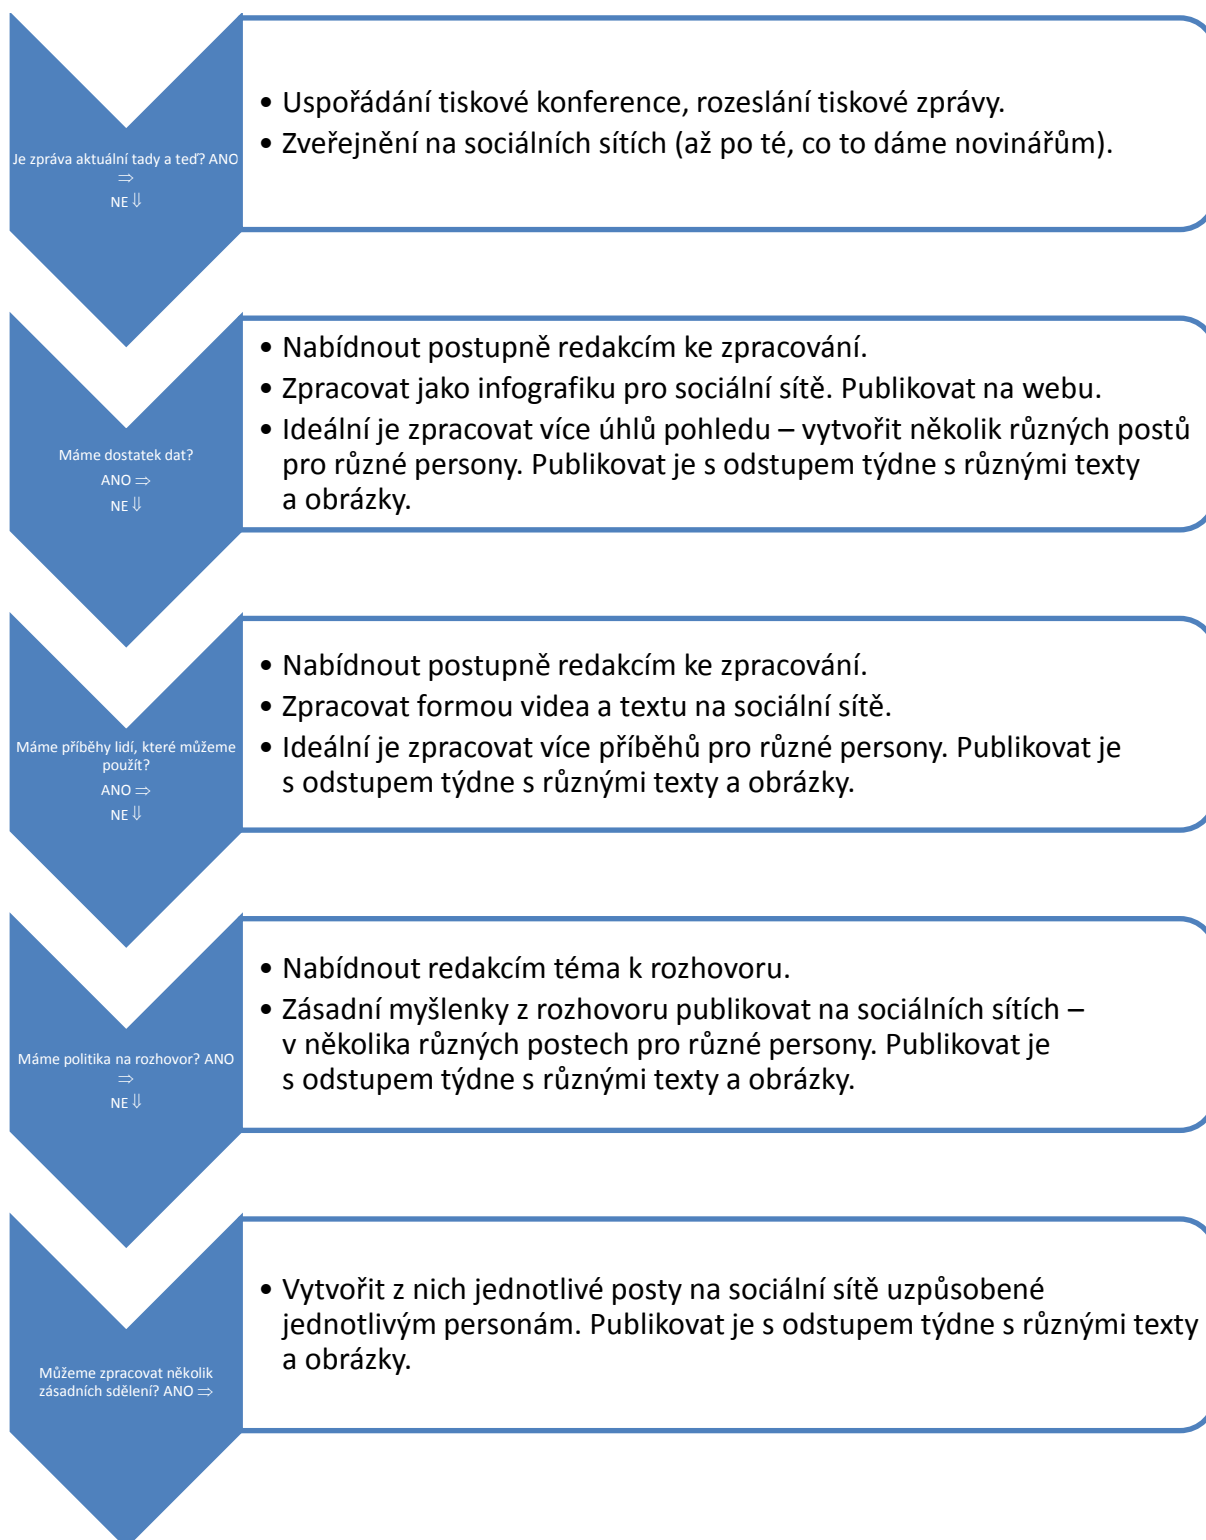 Je zpráva aktuální tady a teď? ANO
⇒
NE ⇓
• Uspořádání tiskové konference, rozeslání tiskové zprávy.
• Zveřejnění na sociálních sítích (až po té, co to dáme novinářům).
Máme dostatek dat?
ANO ⇒
NE ⇓
• Nabídnout postupně redakcím ke zpracování.
• Zpracovat jako infografiku pro sociální sítě. Publikovat na webu.
• Ideální je zpracovat více úhlů pohledu – vytvořit několik různých postů
pro různé persony. Publikovat je s odstupem týdne s různými texty
a obrázky.
Máme příběhy lidí, které můžeme
použít?
ANO ⇒
NE ⇓
• Nabídnout postupně redakcím ke zpracování.
• Zpracovat formou videa a textu na sociální sítě.
• Ideální je zpracovat více příběhů pro různé persony. Publikovat je
s odstupem týdne s různými texty a obrázky.
Máme politika na rozhovor? ANO
⇒
NE ⇓
• Nabídnout redakcím téma k rozhovoru.
• Zásadní myšlenky z rozhovoru publikovat na sociálních sítích –
v několika různých postech pro různé persony. Publikovat je
s odstupem týdne s různými texty a obrázky.
Můžeme zpracovat několik
zásadních sdělení? ANO ⇒
• Vytvořit z nich jednotlivé posty na sociální sítě uzpůsobené
jednotlivým personám. Publikovat je s odstupem týdne s různými texty
a obrázky.